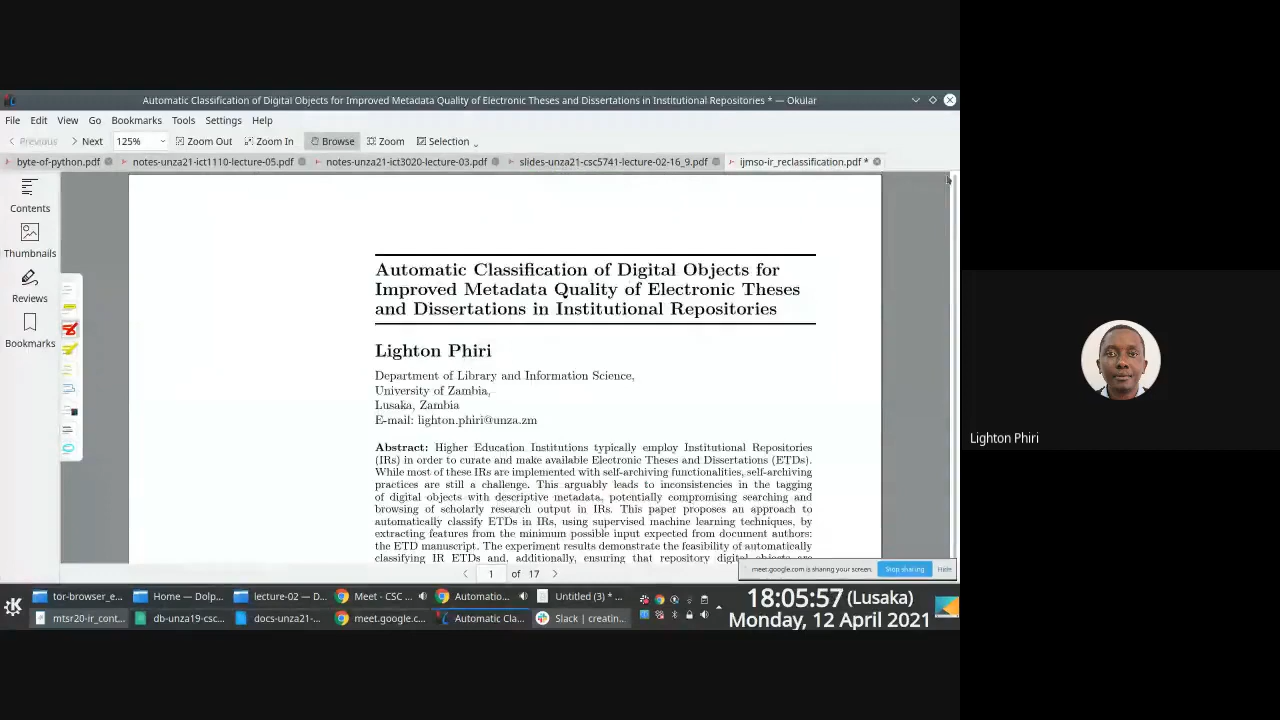 Automatic Classification of Digital Objects for Improved Metadata Quality of Electronic Theses and Dissertations in Institutional Repositories * — Okular
File Edit View Go Bookmarks Tools Settings Help
Previous Next 125% Zoom Out Zoom In Browse Zoom Selection
byte-of-python.pdf notes-unza21-ict1110-lecture-05.pdf notes-unza21-ict3020-lecture-03.pdf slides-unza21-csc5741-lecture-02-16_9.pdf ijmso-ir_reclassification.pdf *
Contents
Thumbnails
Reviews
Bookmarks
Automatic Classification of Digital Objects for
Improved Metadata Quality of Electronic Theses
and Dissertations in Institutional Repositories
Lighton Phiri
Department of Library and Information Science,
University of Zambia,
Lusaka, Zambia
E-mail: lighton.phiri@unza.zm
Abstract: Higher Education Institutions typically employ Institutional Repositories
(IRs) in order to curate and make available Electronic Theses and Dissertations (ETDs).
While most of these IRs are implemented with self-archiving functionalities, self-archiving
practices are still a challenge. This arguably leads to inconsistencies in the tagging
of digital objects with descriptive metadata, potentially compromising searching and
browsing of scholarly research output in IRs. This paper proposes an approach to
automatically classify ETDs in IRs, using supervised machine learning techniques, by
extracting features from the minimum possible input expected from document authors:
the ETD manuscript. The experiment results demonstrate the feasibility of automatically
classifying IR ETDs and, additionally, ensuring that repository digital objects are
meet.google.com is sharing your screen. Stop sharing Hide
1 of 17
tor-browser_e... Home — Dolp... lecture-02 — D... Meet - CSC ... Automatio... Untitled (3) * ...
mtsr20-ir_cont... db-unza19-csc... docs-unza21-... meet.google.c... Automatic Cla... Slack | creatin...
18:05:57 (Lusaka)
Monday, 12 April 2021
Lighton Phiri